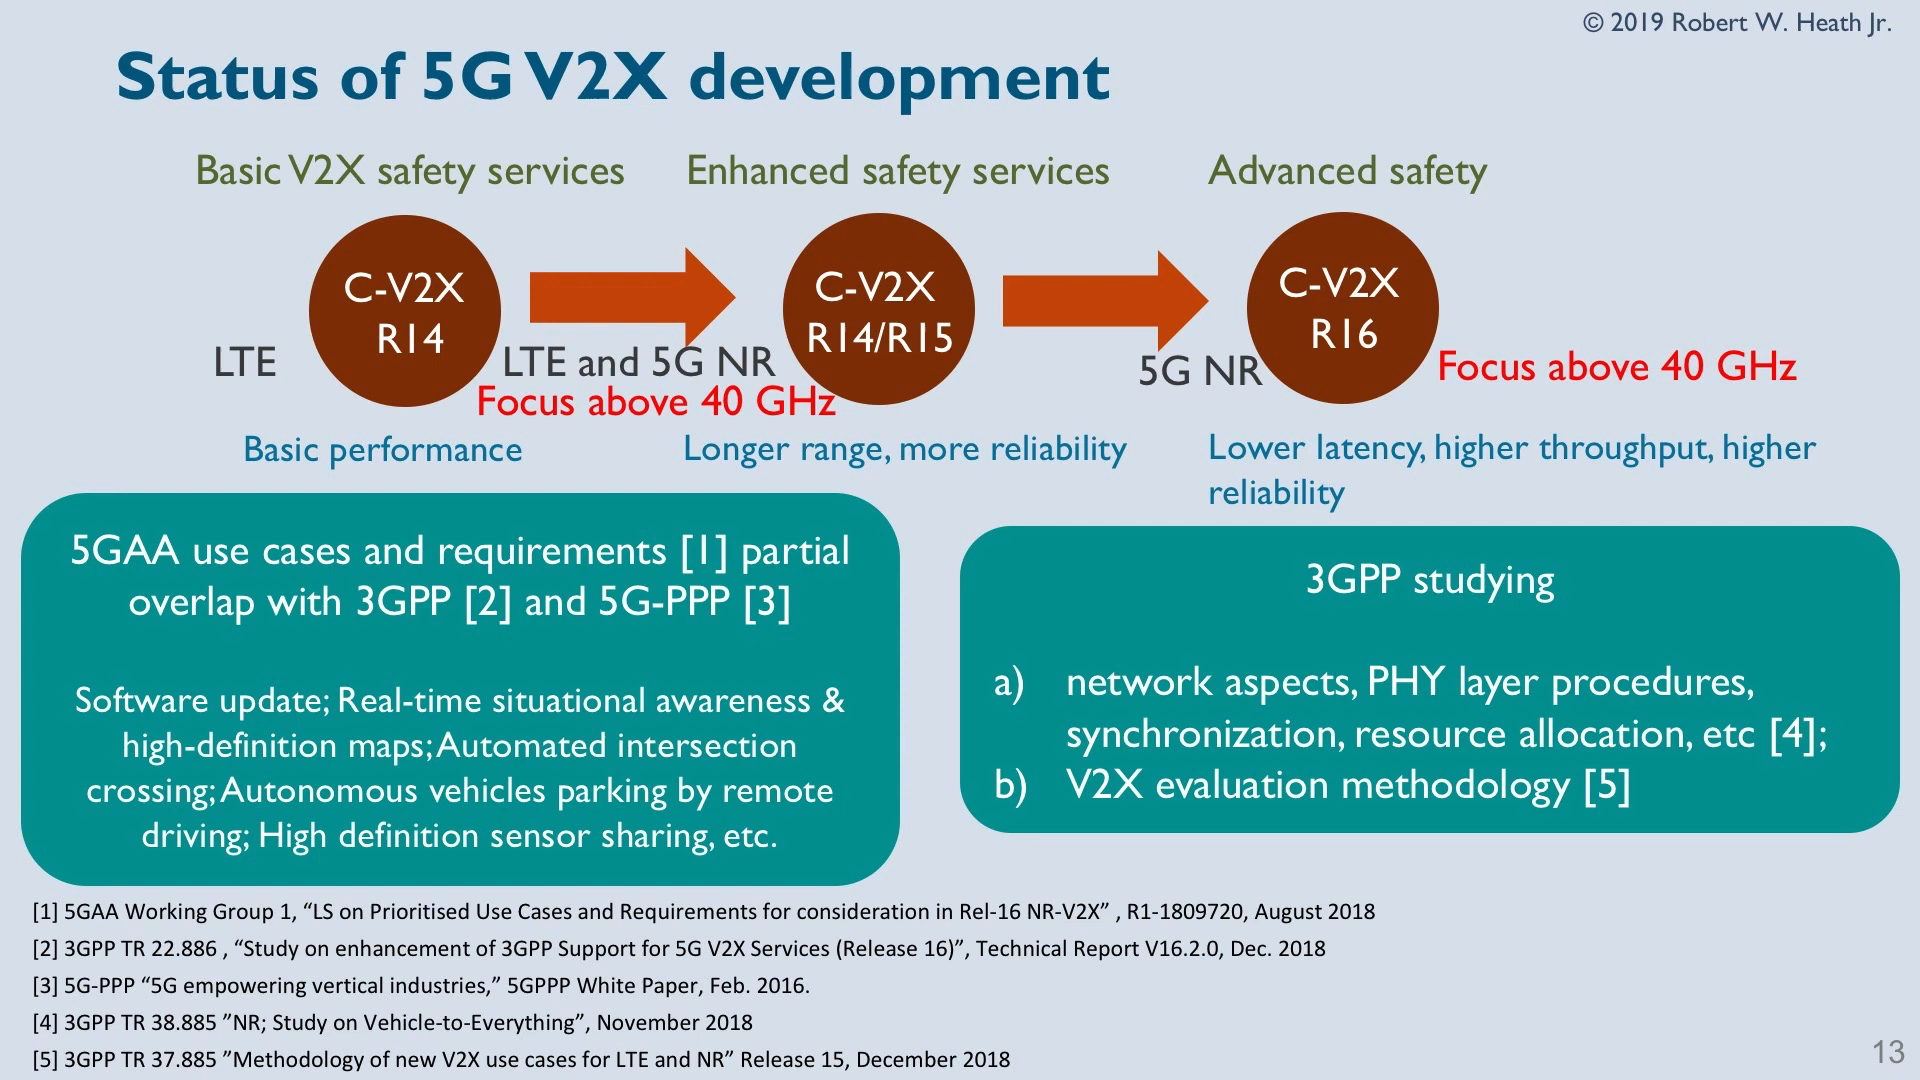 © 2019 Robert W. Heath Jr.
Status of 5G V2X development
Basic V2X safety services
Enhanced safety services
Advanced safety
C-V2X
R14
C-V2X
R14/R15
C-V2X
R16
LTE
LTE and 5G NR
5G NR
Focus above 40 GHz
Focus above 40 GHz
Basic performance
Longer range, more reliability
Lower latency, higher throughput, higher
reliability
5GAA use cases and requirements [1] partial
overlap with 3GPP [2] and 5G-PPP [3]
Software update; Real-time situational awareness &
high-definition maps; Automated intersection
crossing; Autonomous vehicles parking by remote
driving; High definition sensor sharing, etc.
3GPP studying
a) network aspects, PHY layer procedures,
synchronization, resource allocation, etc [4];
b) V2X evaluation methodology [5]
[1] 5GAA Working Group 1, “LS on Prioritised Use Cases and Requirements for consideration in Rel-16 NR-V2X” , R1-1809720, August 2018
[2] 3GPP TR 22.886 , “Study on enhancement of 3GPP Support for 5G V2X Services (Release 16)”, Technical Report V16.2.0, Dec. 2018
[3] 5G-PPP “5G empowering vertical industries,” 5GPPP White Paper, Feb. 2016.
[4] 3GPP TR 38.885 ”NR; Study on Vehicle-to-Everything”, November 2018
[5] 3GPP TR 37.885 ”Methodology of new V2X use cases for LTE and NR” Release 15, December 2018
13